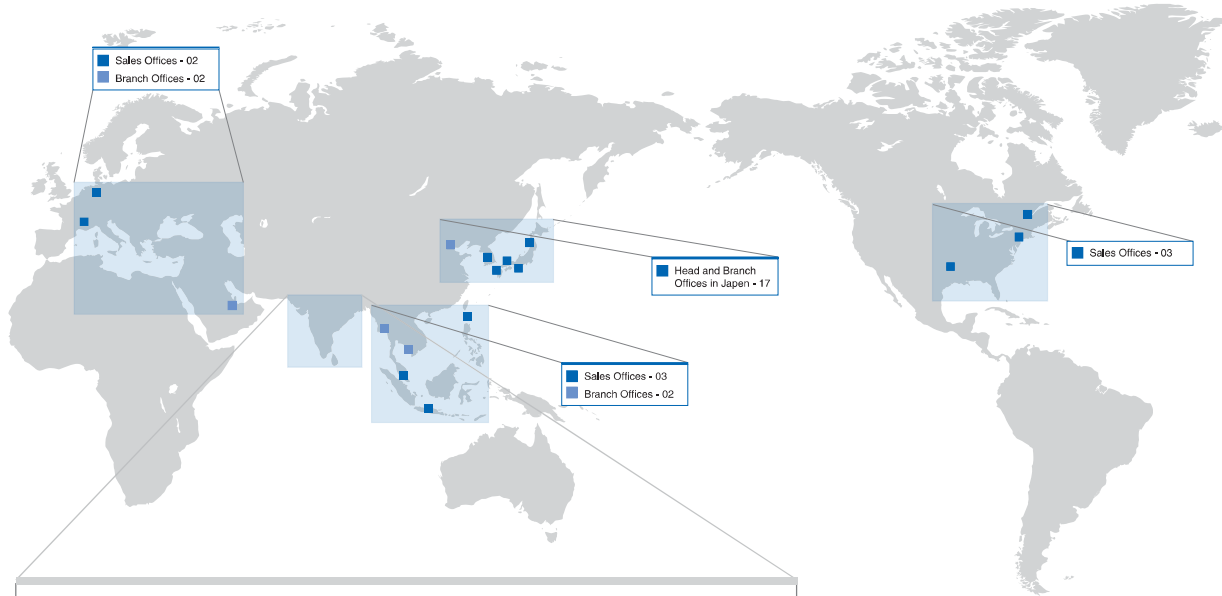 Sales Offices - 02
Branch Offices - 02
Head and Branch
Offices in Japen - 17
Sales Offices - 03
Sales Offices - 03
Branch Offices - 02